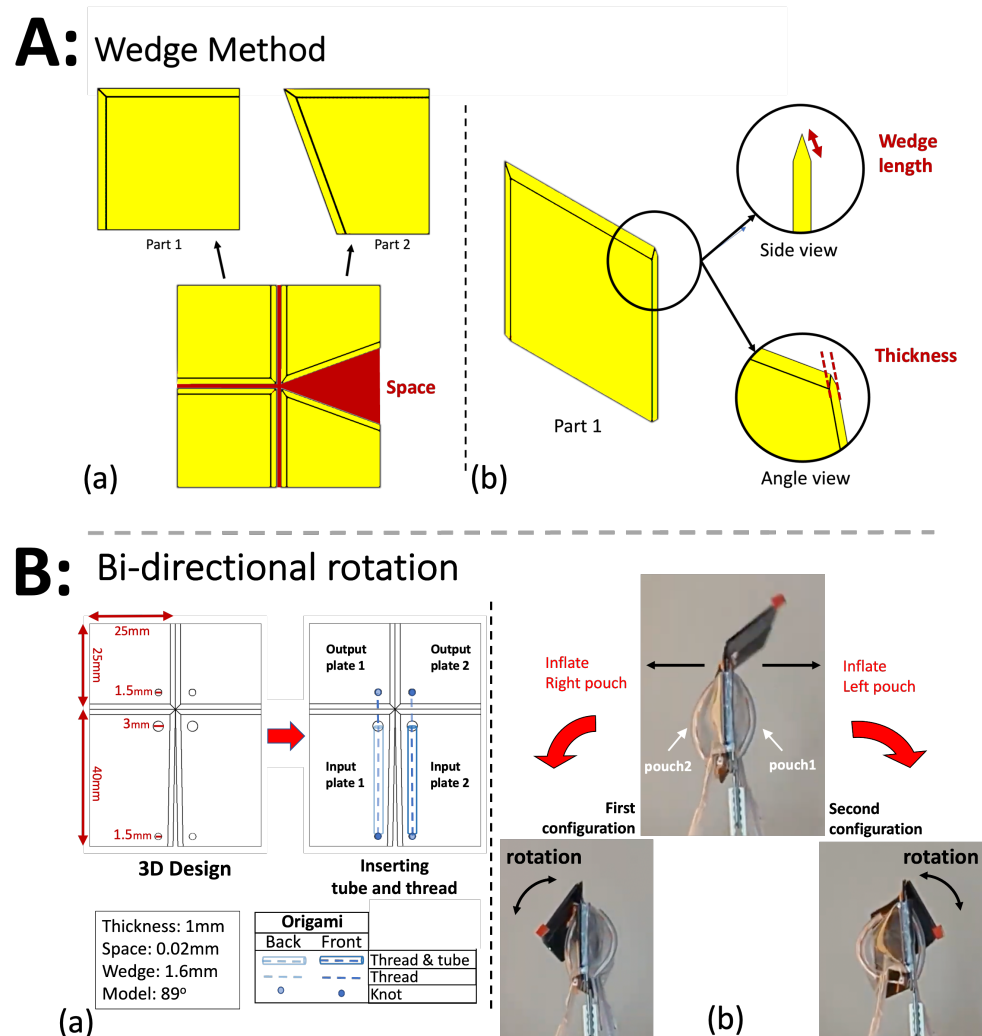 A: Wedge Method
Part 1
Part 2
Space
(a)
Wedge
length
Side view
Thickness
Part 1
Angle view
(b)
B: Bi-directional rotation
25mm
25mm
1.5mm
3mm
40mm
1.5mm
3D Design
Output
plate 1
Output
plate 2
Input
plate 1
Input
plate 2
Inserting
tube and thread
Thickness: 1mm
Space: 0.02mm
Wedge: 1.6mm
Model: 89º
Origami
Back Front
Thread & tube
Thread
Knot
(a)
Inflate
Right pouch
Inflate
Left pouch
pouch2
pouch1
First
configuration
Second
configuration
rotation
rotation
(b)